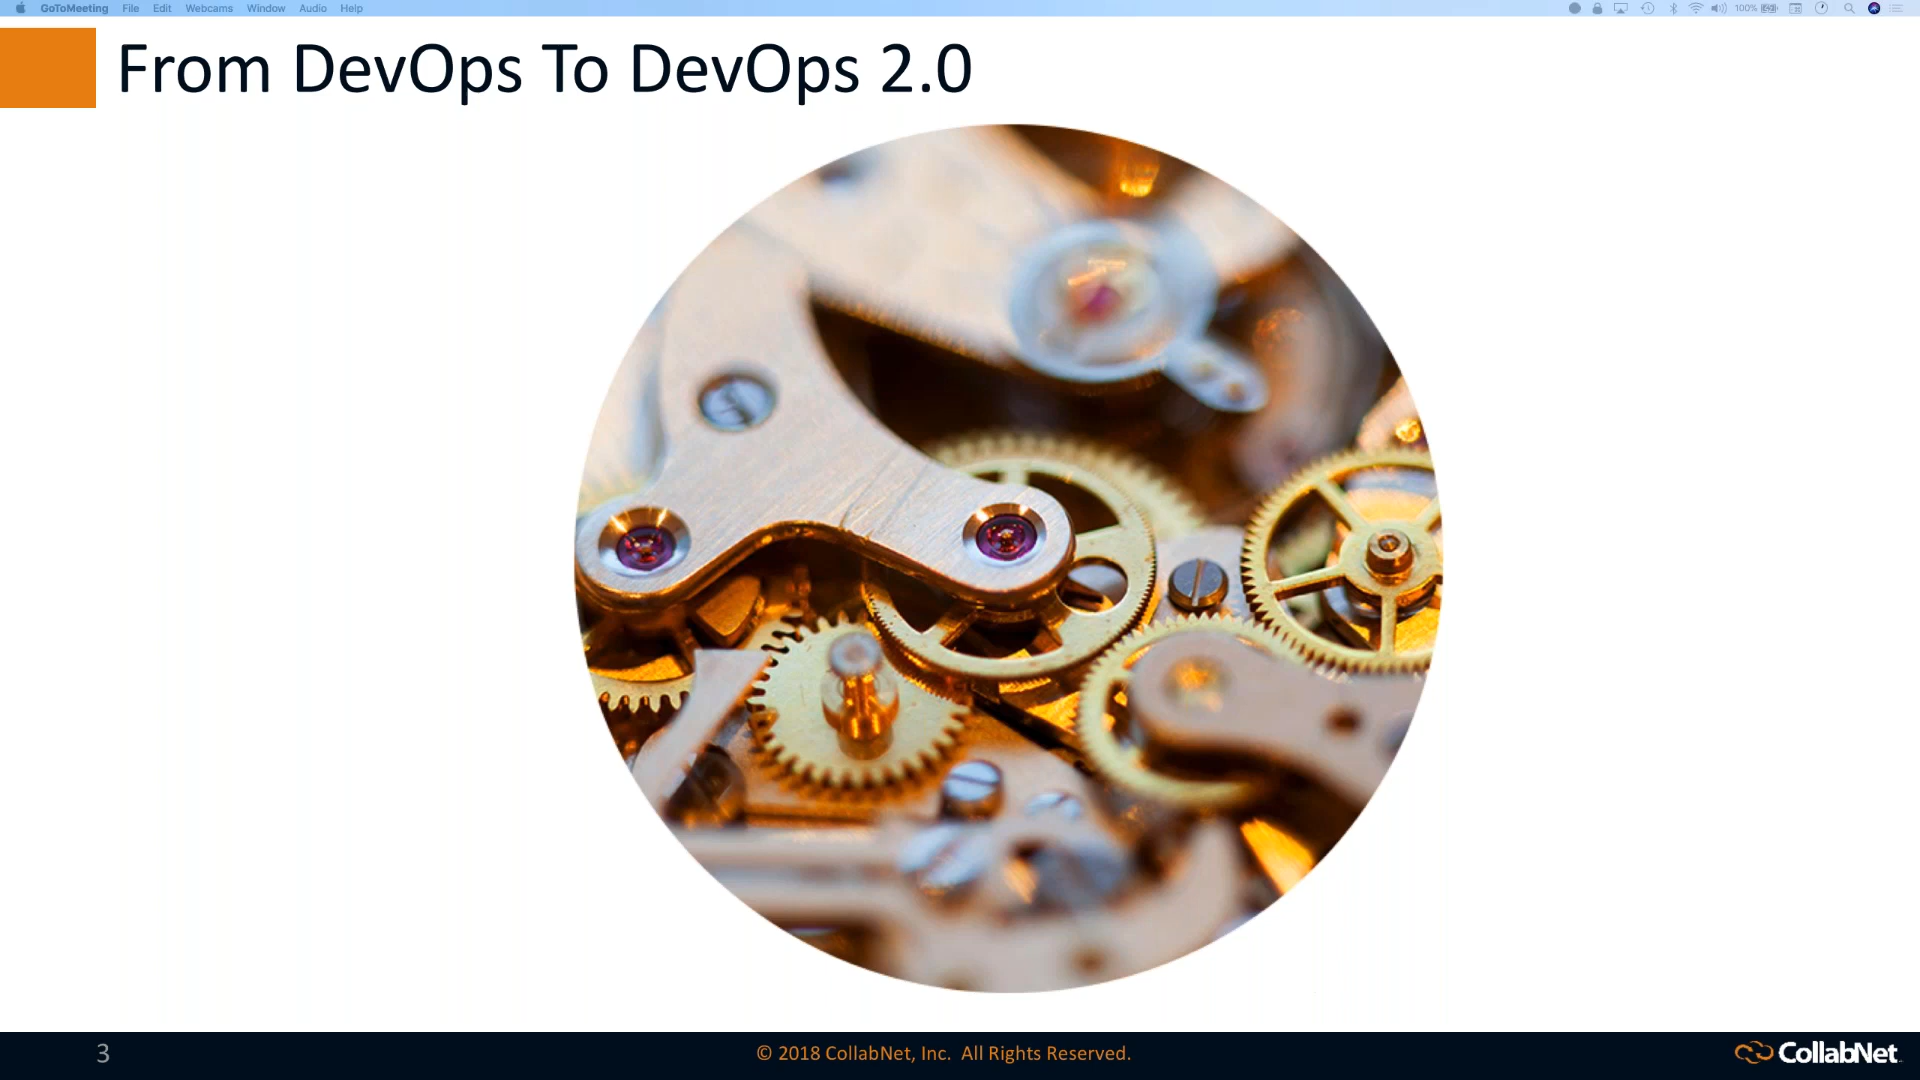 GoToMeeting File Edit Webcams Window Audio Help 100%
From DevOps To DevOps 2.0
3
© 2018 CollabNet, Inc. All Rights Reserved.
CollabNet